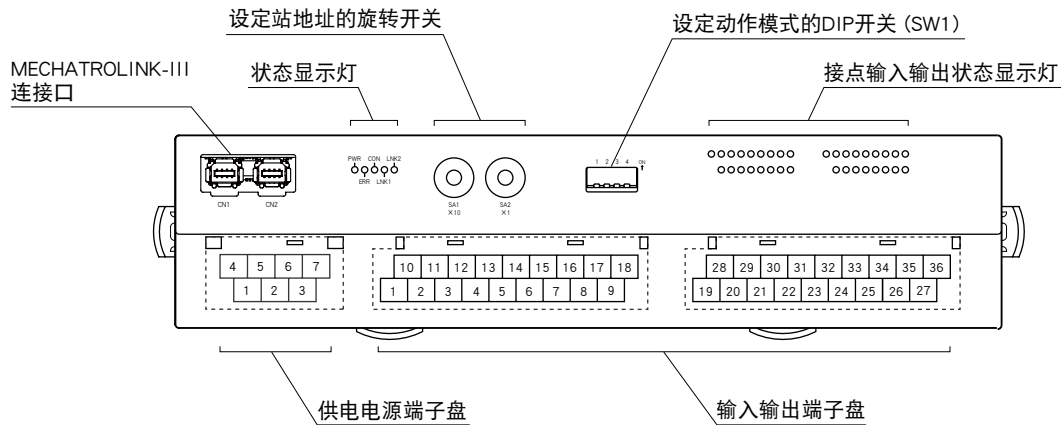 设定站地址的旋转开关
设定动作模式的DIP开关 (SW1)
MECHATROLINK-III
连接口
状态显示灯
接点输入输出状态显示灯
PWR CON LNK2
ERR LNK1
1 2 3 4 ON
CN1 CN2
SA1
×10
SA2
×1
4 5 6 7
1 2 3
10 11 12 13 14 15 16 17 18
1 2 3 4 5 6 7 8 9
28 29 30 31 32 33 34 35 36
19 20 21 22 23 24 25 26 27
供电电源端子盘
输入输出端子盘